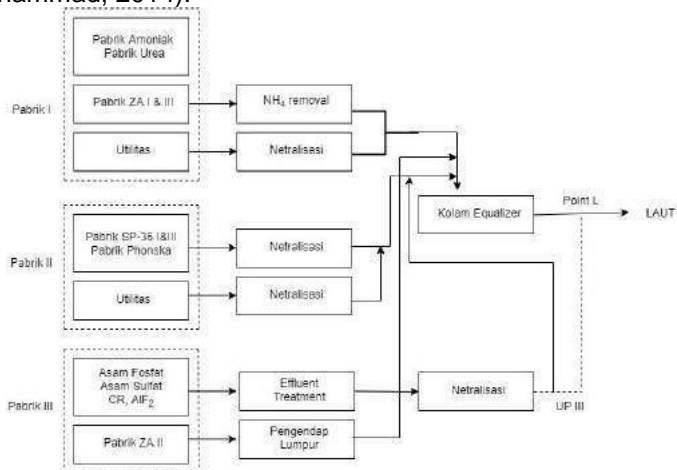 2014).
Pabrik Amoniak
Pabrik Urea
Pabrik I
Pabrik ZA I & III
NH₄ removal
Utilitas
Netralisasi
Point L
Kolam Equalizer
LAUT
Pabrik SP-36 I&III
Pabrik Phonska
Netralisasi
Pabrik II
Utilitas
Netralisasi
Asam Fosfat
Asam Sulfat
CR, AlF₂
Effluent
Treatment
Netralisasi
Pabrik III
UP III
Pabrik ZA II
Pengendap
Lumpur